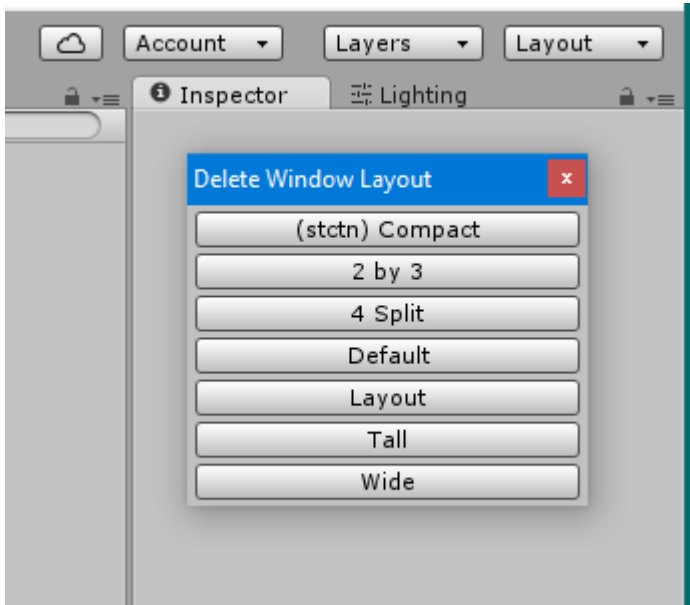 Account Layers Layout
Inspector Lighting
Delete Window Layout x
(stctn) Compact
2 by 3
4 Split
Default
Layout
Tall
Wide